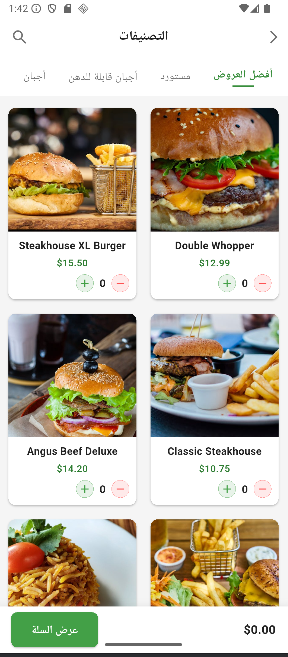 1:42
التصنيفات
أفضل العروض
مستورد
أجبان قابلة للدهن
أجبان
Double Whopper
$12.99
0
Steakhouse XL Burger
$15.50
0
Classic Steakhouse
$10.75
0
Angus Beef Deluxe
$14.20
0
$0.00
عرض السلة